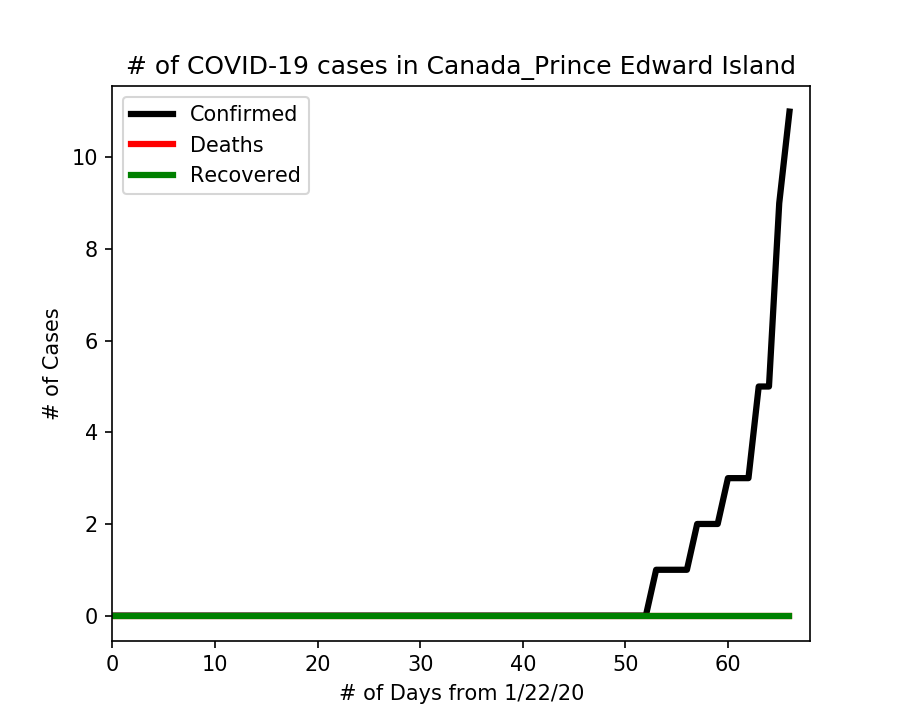 # of COVID-19 cases in Canada_Prince Edward Island
Confirmed
Deaths
Recovered
10
8
6
4
2
0
# of Cases
0 10 20 30 40 50 60
# of Days from 1/22/20